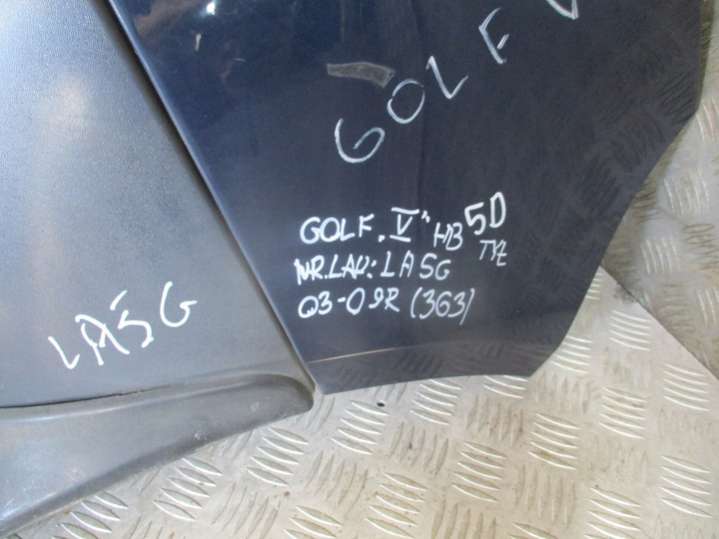 GOLF V
GOLF. V" HB 5D
TYŁ
NR.LAK: LA5G
03-09R (363)
LA5G